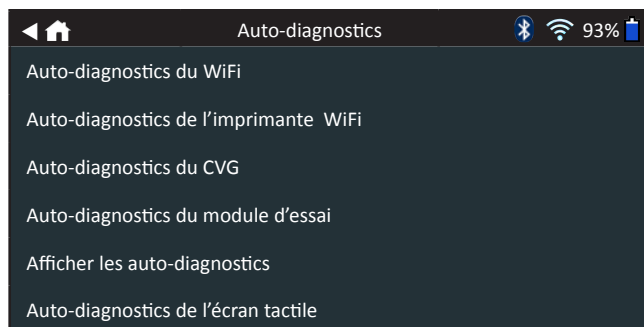 Auto-diagnostics 93%
Auto-diagnostics du WiFi
Auto-diagnostics de l’imprimante WiFi
Auto-diagnostics du CVG
Auto-diagnostics du module d’essai
Afficher les auto-diagnostics
Auto-diagnostics de l’écran tactile